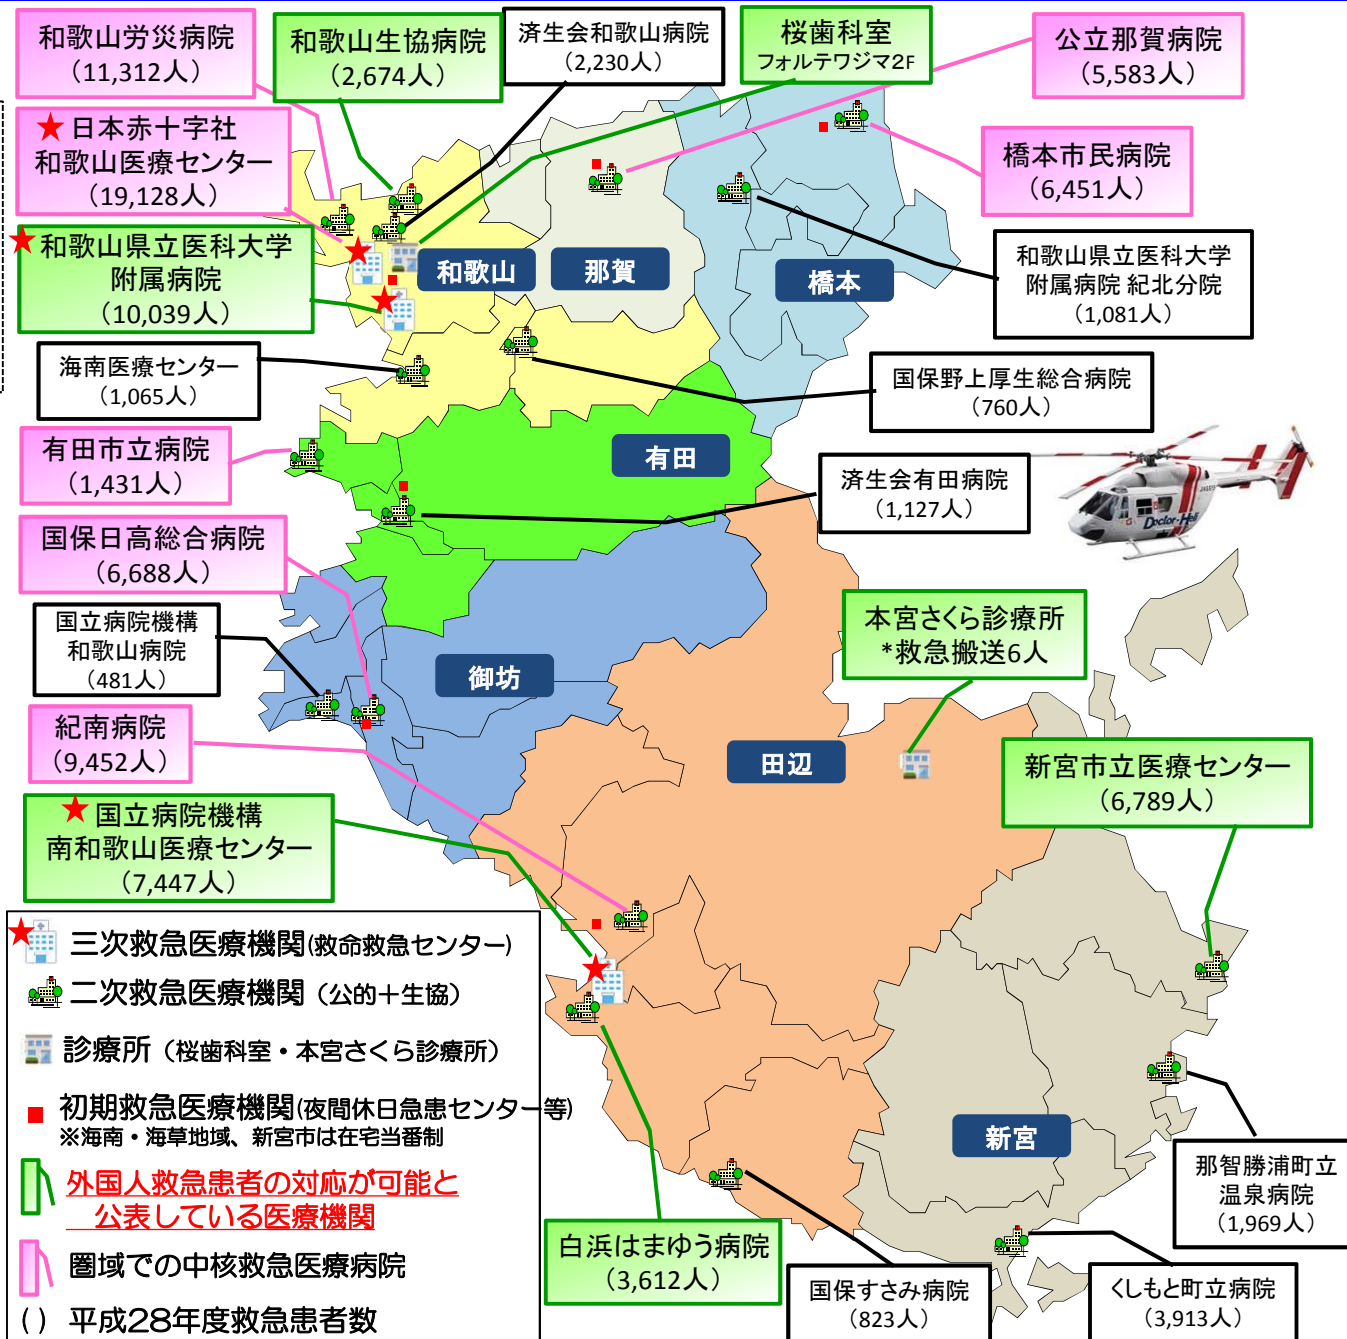 和歌山労災病院
（11,312人）
和歌山生協病院
（2,674人）
済生会和歌山病院
（2,230人）
桜歯科室
フォルテワジマ2F
公立那賀病院
（5,583人）
★日本赤十字社
和歌山医療センター
（19,128人）
橋本市民病院
（6,451人）
★和歌山県立医科大学
附属病院
（10,039人）
和歌山県立医科大学
附属病院 紀北分院
（1,081人）
和歌山
那賀
橋本
海南医療センター
（1,065人）
国保野上厚生総合病院
（760人）
有田市立病院
（1,431人）
有田
済生会有田病院
（1,127人）
Doctor-Heli
国保日高総合病院
（6,688人）
国立病院機構
和歌山病院
（481人）
御坊
本宮さくら診療所
*救急搬送6人
紀南病院
（9,452人）
田辺
新宮市立医療センター
（6,789人）
★国立病院機構
南和歌山医療センター
（7,447人）
三次救急医療機関(救命救急センター)
二次救急医療機関（公的＋生協）
診療所（桜歯科室・本宮さくら診療所）
初期救急医療機関(夜間休日急患センター等)
※海南・海草地域、新宮市は在宅当番制
外国人救急患者の対応が可能と
公表している医療機関
圏域での中核救急医療病院
( ) 平成28年度救急患者数
新宮
那智勝浦町立
温泉病院
（1,969人）
白浜はまゆう病院
（3,612人）
国保すさみ病院
（823人）
くしもと町立病院
（3,913人）